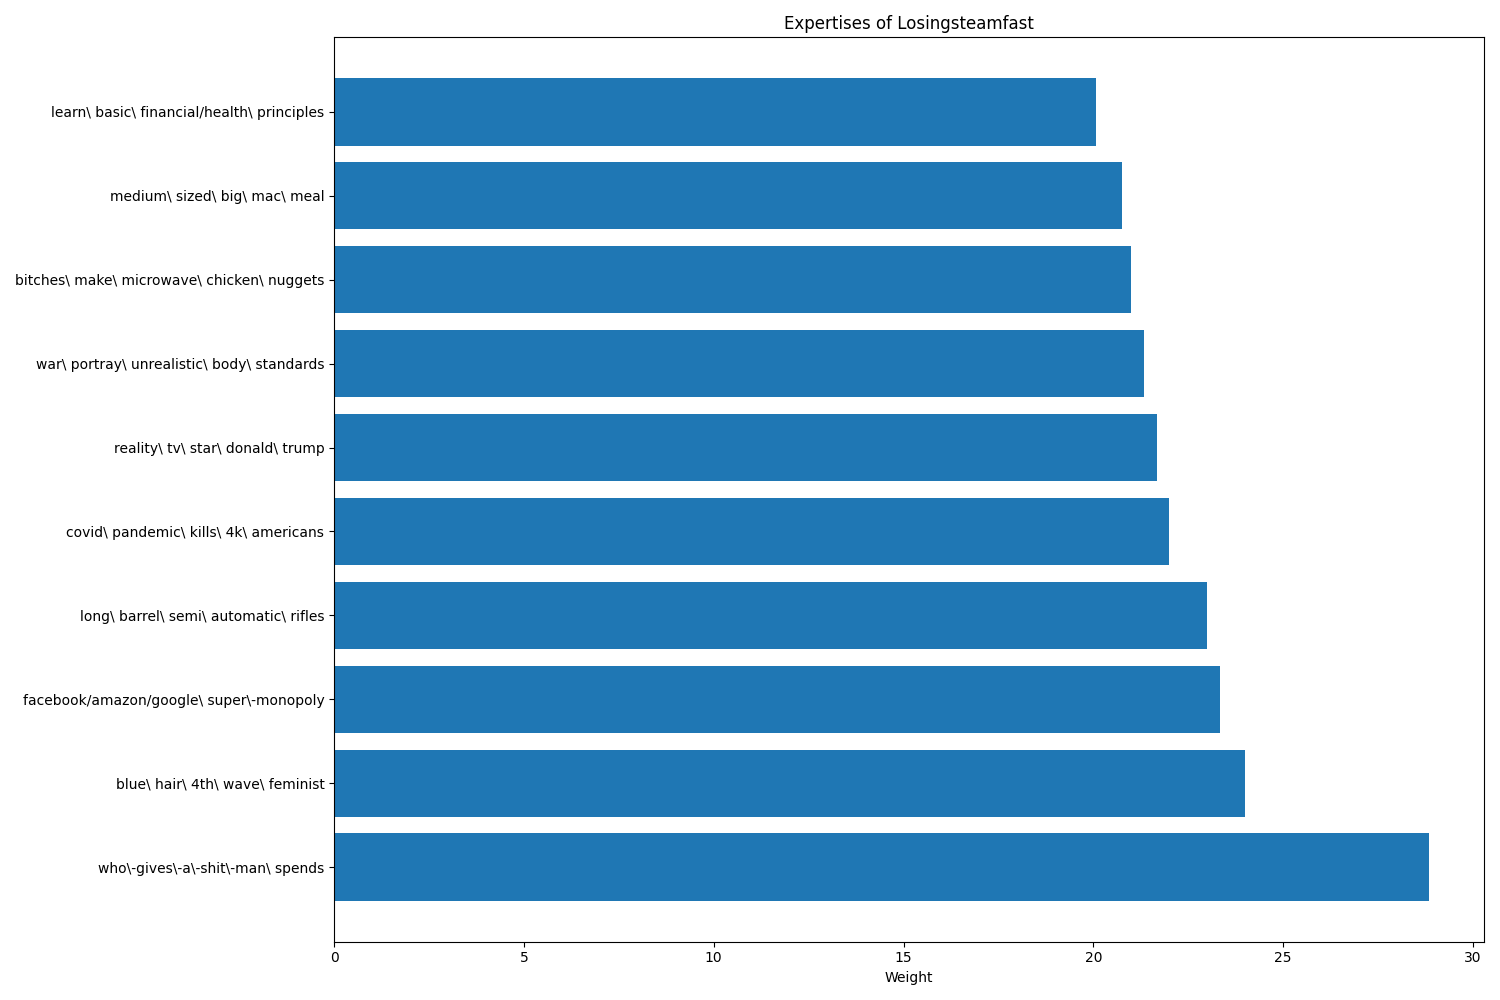 Expertises of Losingsteamfast
learn\ basic\ financial/health\ principles
medium\ sized\ big\ mac\ meal
bitches\ make\ microwave\ chicken\ nuggets
war\ portray\ unrealistic\ body\ standards
reality\ tv\ star\ donald\ trump
covid\ pandemic\ kills\ 4k\ americans
long\ barrel\ semi\ automatic\ rifles
facebook/amazon/google\ super\-monopoly
blue\ hair\ 4th\ wave\ feminist
who\-gives\-a\-shit\-man\ spends
0 5 10 15 20 25 30
Weight